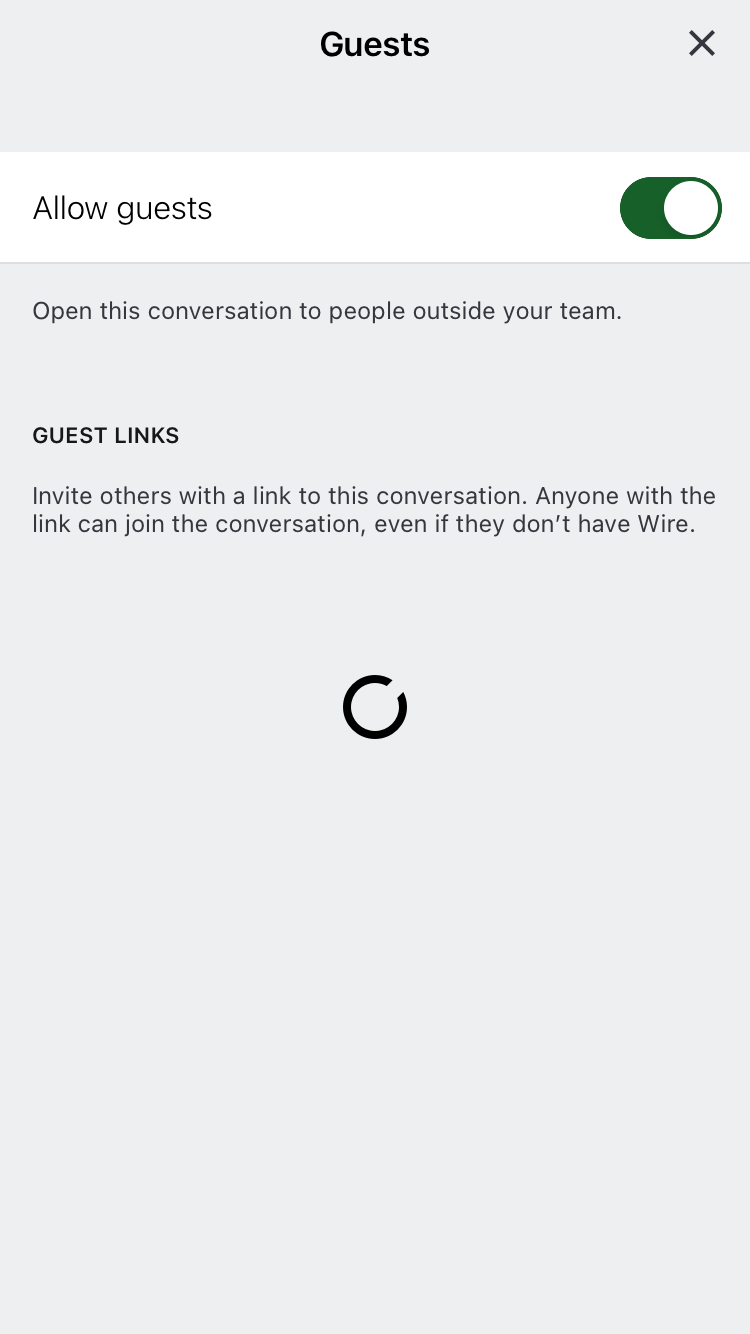 Guests
Allow guests
Open this conversation to people outside your team.
GUEST LINKS
Invite others with a link to this conversation. Anyone with the
link can join the conversation, even if they don’t have Wire.